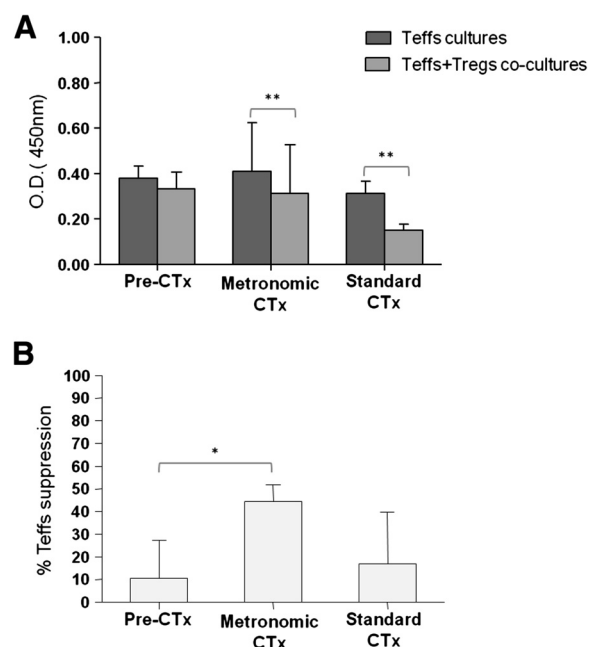 A
1.00
0.80
0.60
0.40
0.20
0.00
O.D.( 450nm)
Teffs cultures
Teffs+Tregs co-cultures
**
**
Pre-CTx
Metronomic
CTx
Standard
CTx
B
100
90
80
70
60
50
40
30
20
10
0
% Teffs suppression
*
Pre-CTx
Metronomic
CTx
Standard
CTx